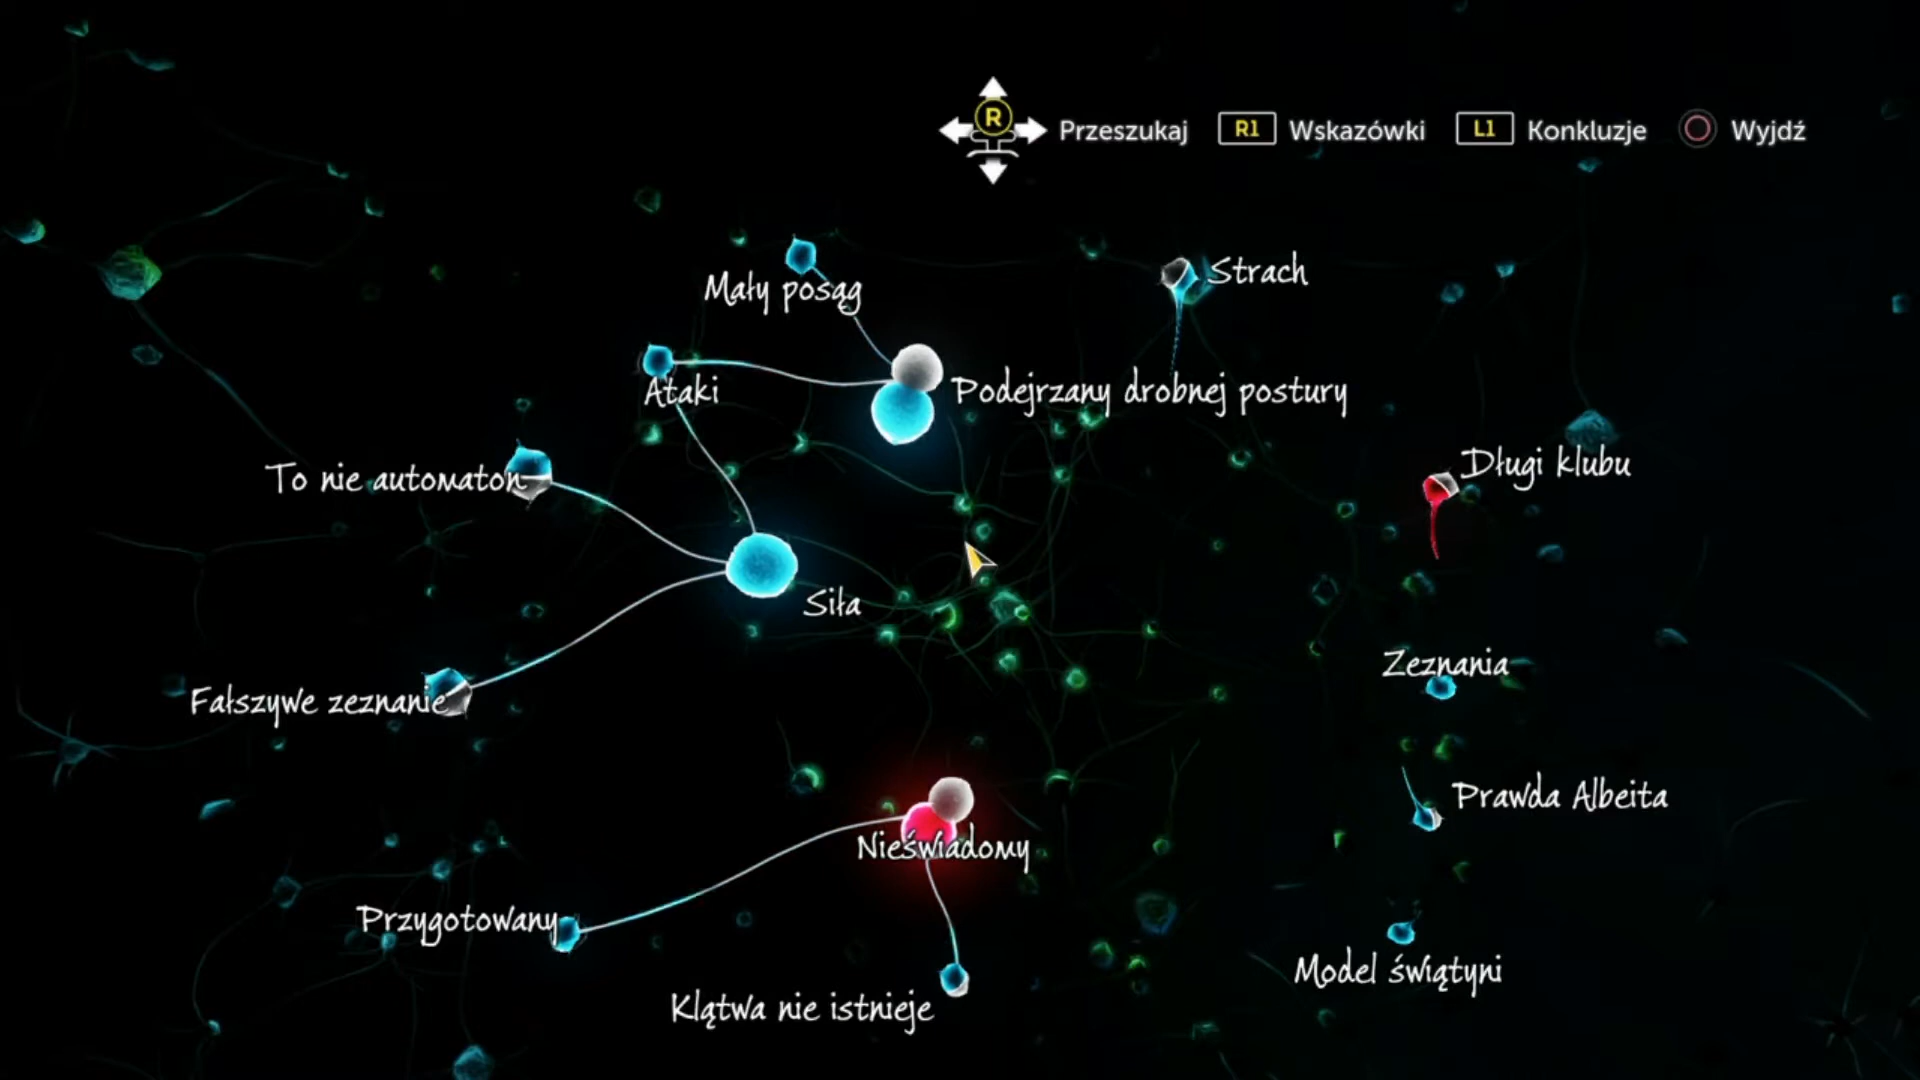 R Przeszukaj R1 Wskazówki L1 Konkluzje Wyjdź
Strach
Mały posąg
Ataki
Podejrzany drobnej postury
Długi klubu
To nie automaton
Siła
Zeznania
Fałszywe zeznanie
Prawda Albeita
Nieświadomy
Przygotowany
Model świątyni
Klątwa nie istnieje